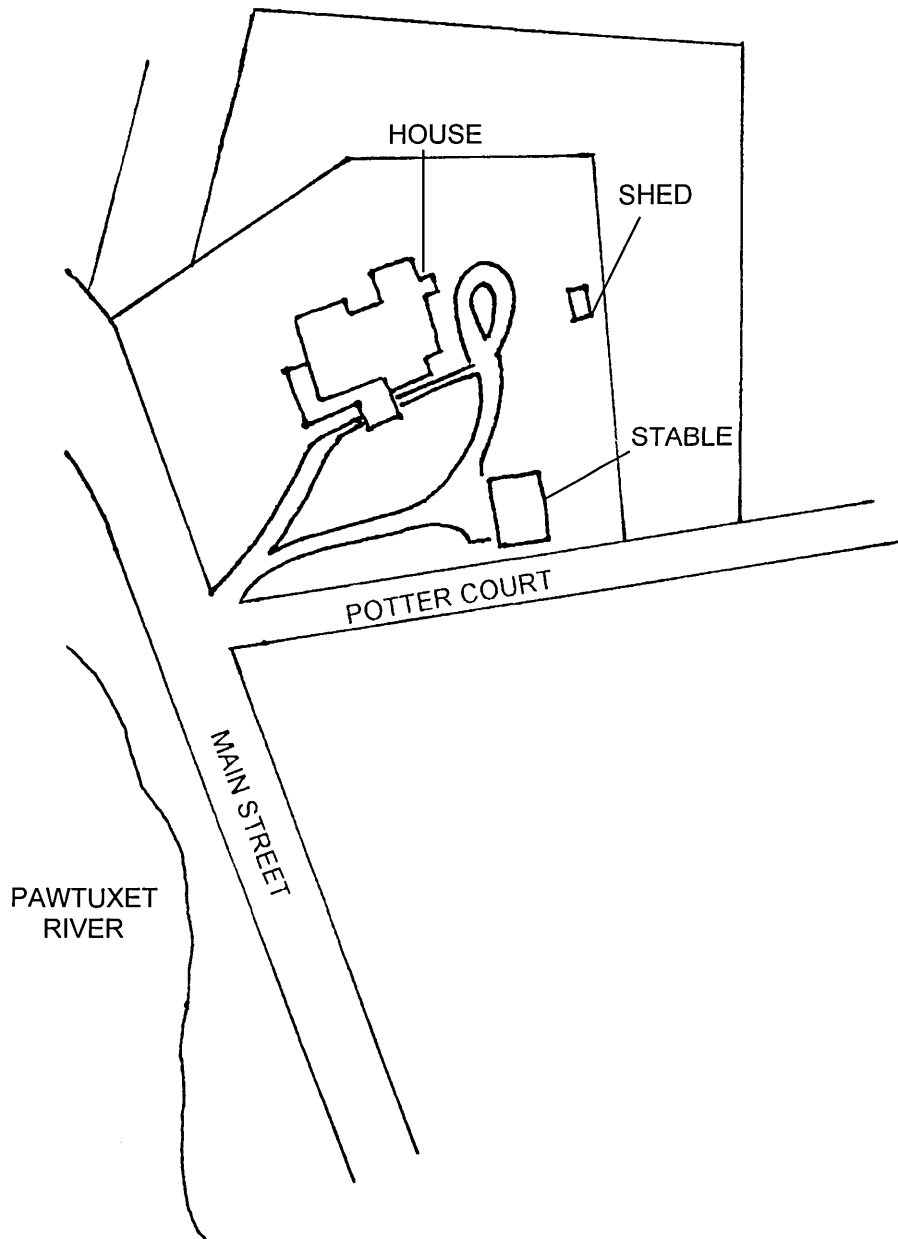 HOUSE
SHED
STABLE
POTTER COURT
MAIN STREET
PAWTUXET
RIVER